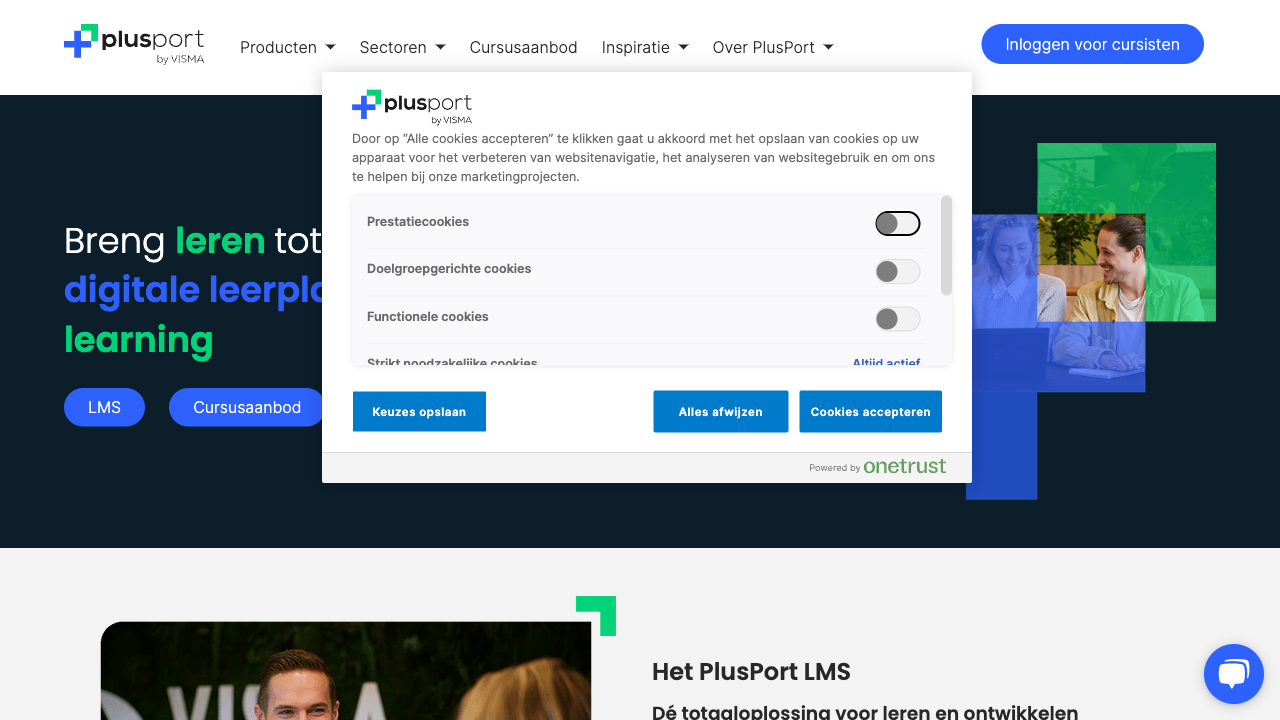 plusport
by VISMA
Producten
Sectoren
Cursusaanbod
Inspiratie
Over PlusPort
Inloggen voor cursisten
plusport
by VISMA
Door op “Alle cookies accepteren” te klikken gaat u akkoord met het opslaan van cookies op uw
apparaat voor het verbeteren van websitenavigatie, het analyseren van websitegebruik en om ons
te helpen bij onze marketingprojecten.
Prestatiecookies
Doelgroepgerichte cookies
Functionele cookies
Strikt noodzakelijke cookies
Altijd actief
Keuzes opslaan
Alles afwijzen
Cookies accepteren
Powered by onetrust
Breng leren tot
digitale leerpla
learning
LMS
Cursusaanbod
Het PlusPort LMS
Dé totaaloplossing voor leren en ontwikkelen